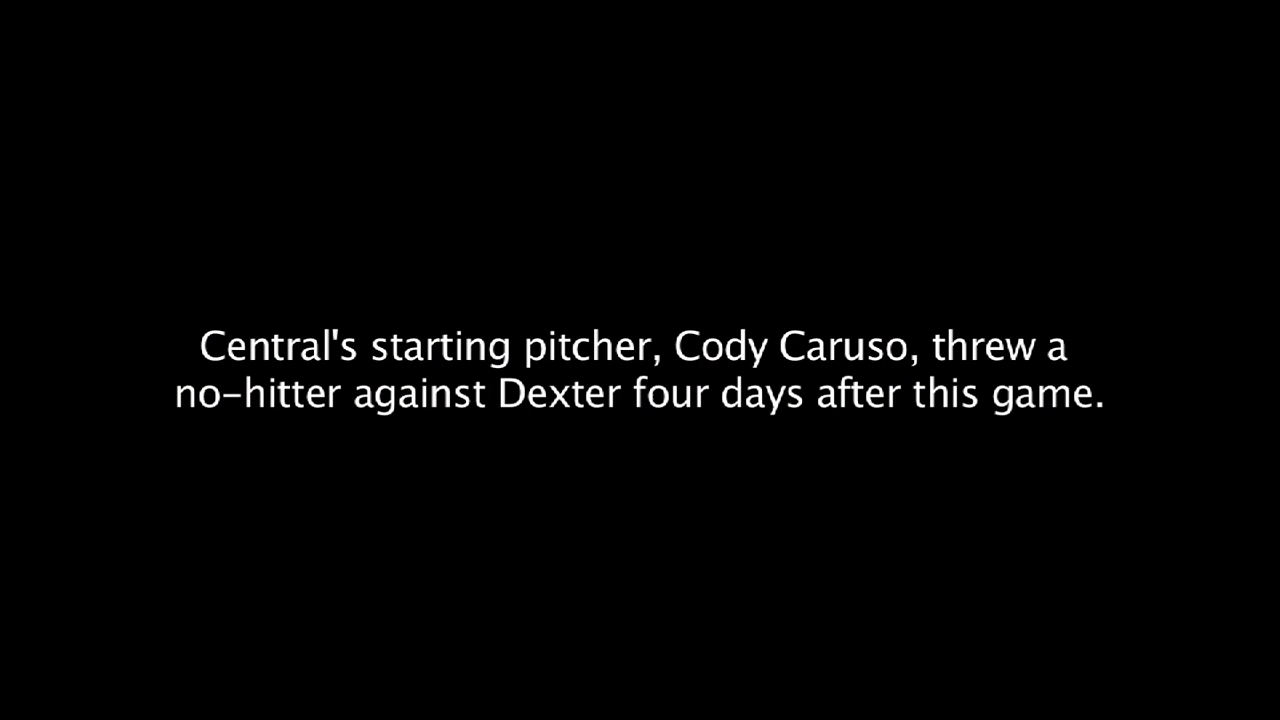 Central's starting pitcher, Cody Caruso, threw a
no-hitter against Dexter four days after this game.